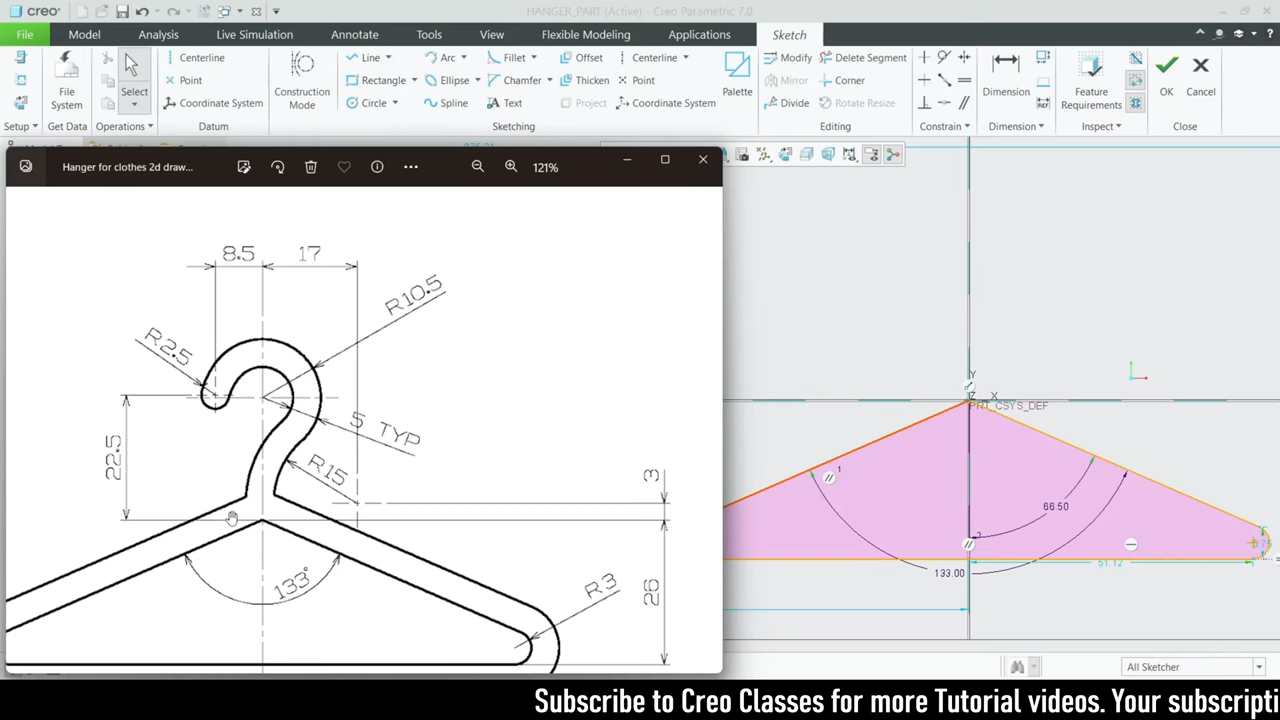 creo
HANGER_PART (Active) - Creo Parametric 7.0
File Model Analysis Live Simulation Annotate Tools View Flexible Modeling Applications Sketch
File System
Select
Centerline
Point
Coordinate System
Construction Mode
Line Arc Fillet Offset Centerline
Rectangle Ellipse Chamfer Thicken Point
Circle Spline Text Project Coordinate System
Palette
Modify Delete Segment
Mirror Corner
Divide Rotate Resize
Dimension
Feature Requirements
OK
Cancel
Setup Get Data Operations Datum Sketching Editing Constrain Dimension Inspect Close
Hanger for clothes 2d draw...
121%
8.5
17
R10.5
R2.5
5 TYP
22.5
R15
3
133°
R3
26
Y
X
Z
PRT_CSYS_DEF
1
66.50
2
133.00
51.12
All Sketcher
Subscribe to Creo Classes for more Tutorial videos. Your subscripti